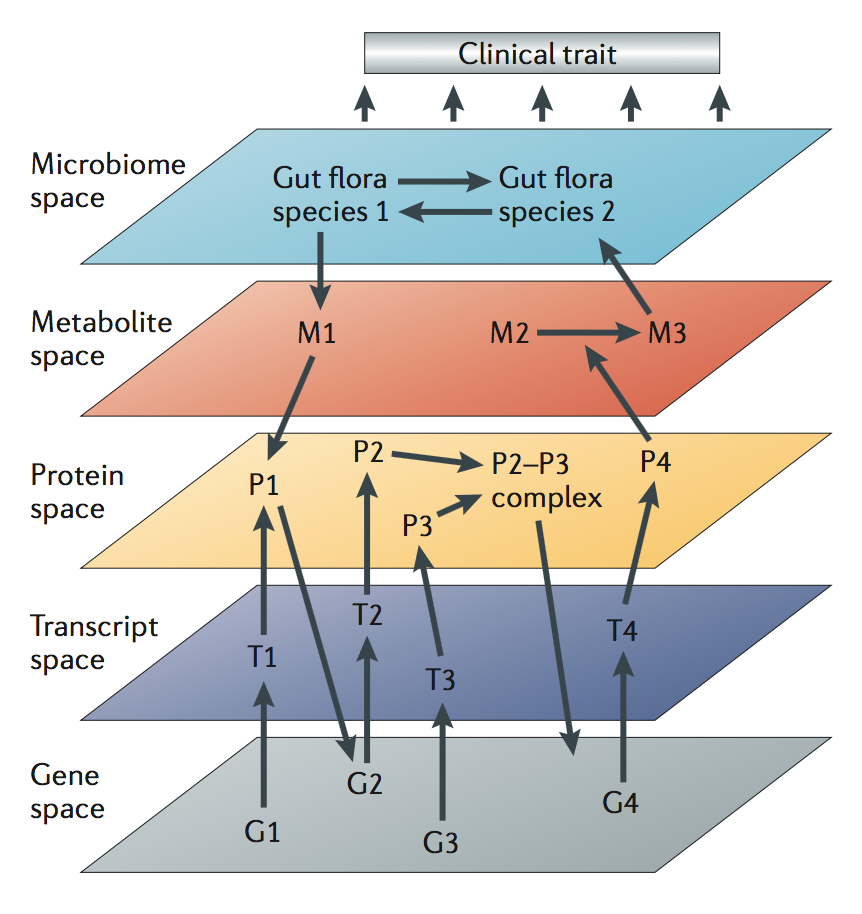 Clinical trait
Microbiome
space
Gut flora
species 1
Gut flora
species 2
Metabolite
space
M1
M2
M3
Protein
space
P1
P2
P3
P2–P3
complex
P4
Transcript
space
T1
T2
T3
T4
Gene
space
G1
G2
G3
G4